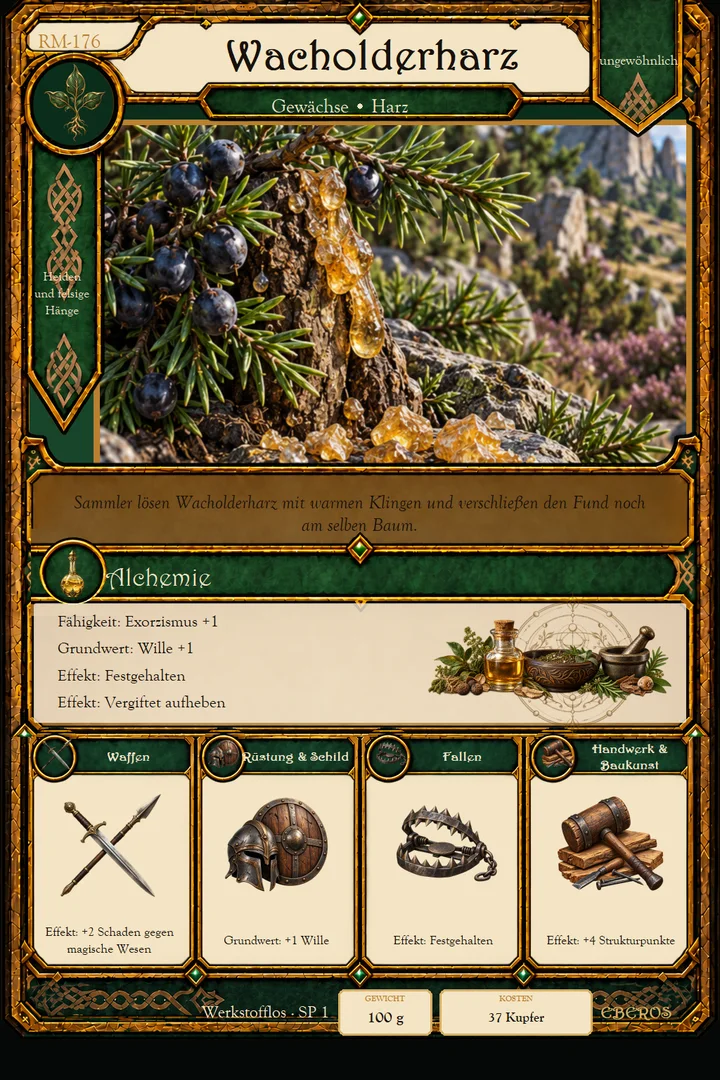 RM-176
Wacholderharz
ungewöhnlich
Gewächse • Harz
Heiden
und felsige
Hänge
Sammler lösen Wacholderharz mit warmen Klingen und verschließen den Fund noch
am selben Baum.
Alchemie
Fähigkeit: Exorzismus +1
Grundwert: Wille +1
Effekt: Festgehalten
Effekt: Vergiftet aufheben
Waffen
Rüstung & Schild
Fallen
Handwerk &
Baukunst
Effekt: +2 Schaden gegen
magische Wesen
Grundwert: +1 Wille
Effekt: Festgehalten
Effekt: +4 Strukturpunkte
Werkstofflos · SP 1
GEWICHT
100 g
KOSTEN
37 Kupfer
EBEROS